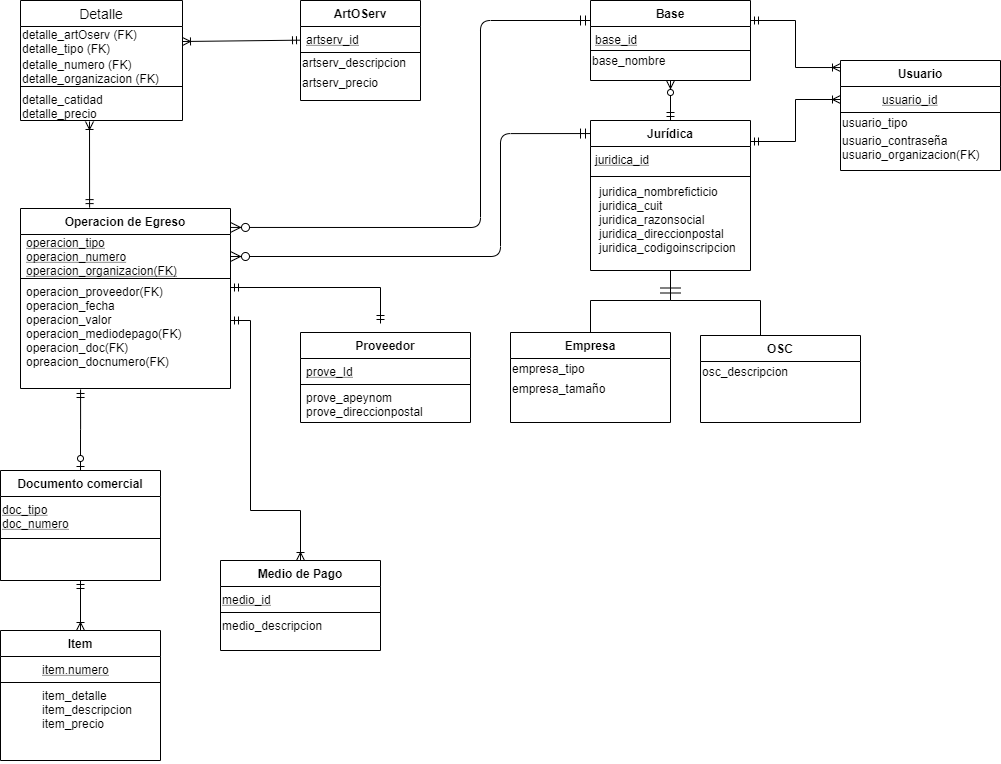 Detalle
detalle_artOserv (FK)
detalle_tipo (FK)
detalle_numero (FK)
detalle_organizacion (FK)
detalle_catidad
detalle_precio
ArtOServ
artserv_id
artserv_descripcion
artserv_precio
Base
base_id
base_nombre
Usuario
usuario_id
usuario_tipo
usuario_contraseña
usuario_organizacion(FK)
Jurídica
juridica_id
juridica_nombreficticio
juridica_cuit
juridica_razonsocial
juridica_direccionpostal
juridica_codigoinscripcion
Operacion de Egreso
operacion_tipo
operacion_numero
operacion_organizacion(FK)
operacion_proveedor(FK)
operacion_fecha
operacion_valor
operacion_mediodepago(FK)
operacion_doc(FK)
opreacion_docnumero(FK)
Proveedor
prove_Id
prove_apeynom
prove_direccionpostal
Empresa
empresa_tipo
empresa_tamaño
OSC
osc_descripcion
Documento comercial
doc_tipo
doc_numero
Medio de Pago
medio_id
medio_descripcion
Item
item.numero
item_detalle
item_descripcion
item_precio